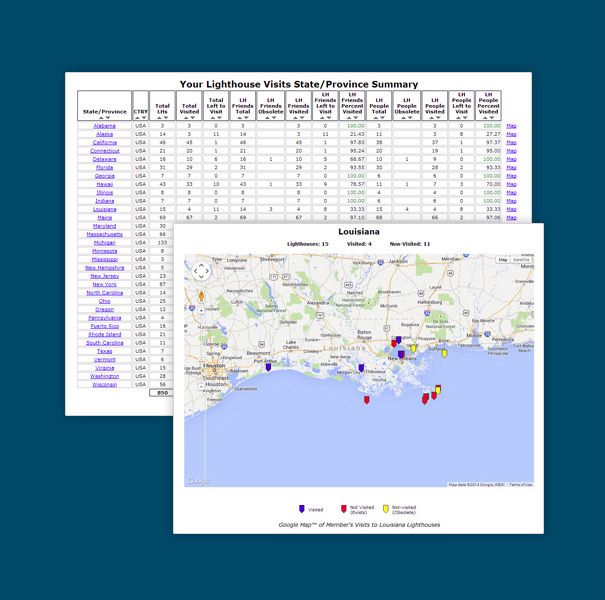 Your Lighthouse Visits State/Province Summary
State/Province CTRY Total LHs Total Visited Total Left to Visit LH Friends Total LH Friends Obsolete LH Friends Visited LH Friends Left to Visit LH Friends Percent Visited LH People Total LH People Obsolete LH People Visited LH People Left to Visit LH People Percent Visited
Alabama USA 3 3 0 3 3 0 100.00 3 3 0 100.00 Map
Alaska USA 14 3 11 14 3 11 21.43 11 3 8 27.27 Map
California USA 46 45 1 46 45 1 97.83 38 37 1 97.37 Map
Connecticut USA 21 20 1 21 20 1 95.24 20 19 1 95.00 Map
Delaware USA 16 10 6 16 1 10 5 66.67 10 1 9 0 100.00 Map
Florida USA 31 29 2 31 29 2 93.55 30 28 2 93.33 Map
Georgia USA 7 7 0 7 7 0 100.00 6 6 0 100.00 Map
Hawaii USA 43 33 10 43 1 33 9 78.57 11 1 7 3 70.00 Map
Illinois USA 8 8 0 8 8 0 100.00 4 4 0 100.00 Map
Indiana USA 7 7 0 7 7 0 100.00 6 6 0 100.00 Map
Louisiana USA 15 4 11 14 3 4 8 33.33 15 4 4 8 33.33 Map
Maine USA 69 67 2 69 67 2 97.10 68 66 2 97.06 Map
Maryland USA 30
Massachusetts USA 66
Michigan USA 133
Minnesota USA 8
Mississippi USA 3
New Hampshire USA 5
New Jersey USA 23
New York USA 87
North Carolina USA 14
Ohio USA 25
Oregon USA 12
Pennsylvania USA 4
Puerto Rico USA 16
Rhode Island USA 21
South Carolina USA 11
Texas USA 7
Vermont USA 6
Virginia USA 15
Washington USA 28
Wisconsin USA 56
850
Louisiana
Lighthouses: 15 Visited: 4 Non-Visited: 11
Map Satellite
Tyler Longview Shreveport Vicksburg Jackson Meridian
Henderson
Natchez Brookhaven
Nacogdoches McComb Hattiesburg
Alexandria
Lufkin
De Soto National Forest
Huntsville Bogalusa
Baton Rouge
Conroe Beaumont Lake Charles Lafayette Louisiana
Mobile Pensacola
Houston Port Arthur New Orleans
Baytown Morgan City Thibodaux
Galveston Houma
Google
Map data ©2016 Google, INEGI Terms of Use
Visited Not Visited (Exists) Not-visited (Obsolete)
Google Map™ of Member's Visits to Louisiana Lighthouses